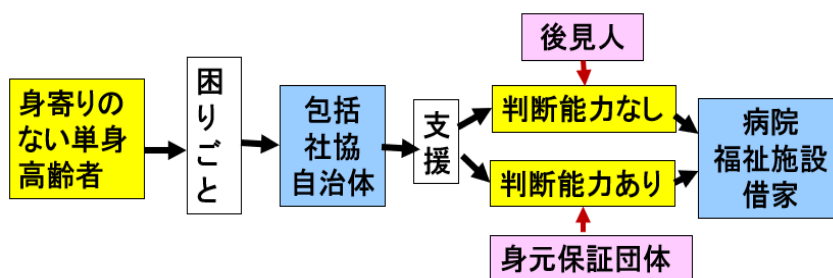 身寄りの
ない単身
高齢者
困りごと
包括
社協
自治体
支援
後見人
判断能力なし
判断能力あり
身元保証団体
病院
福祉施設
借家